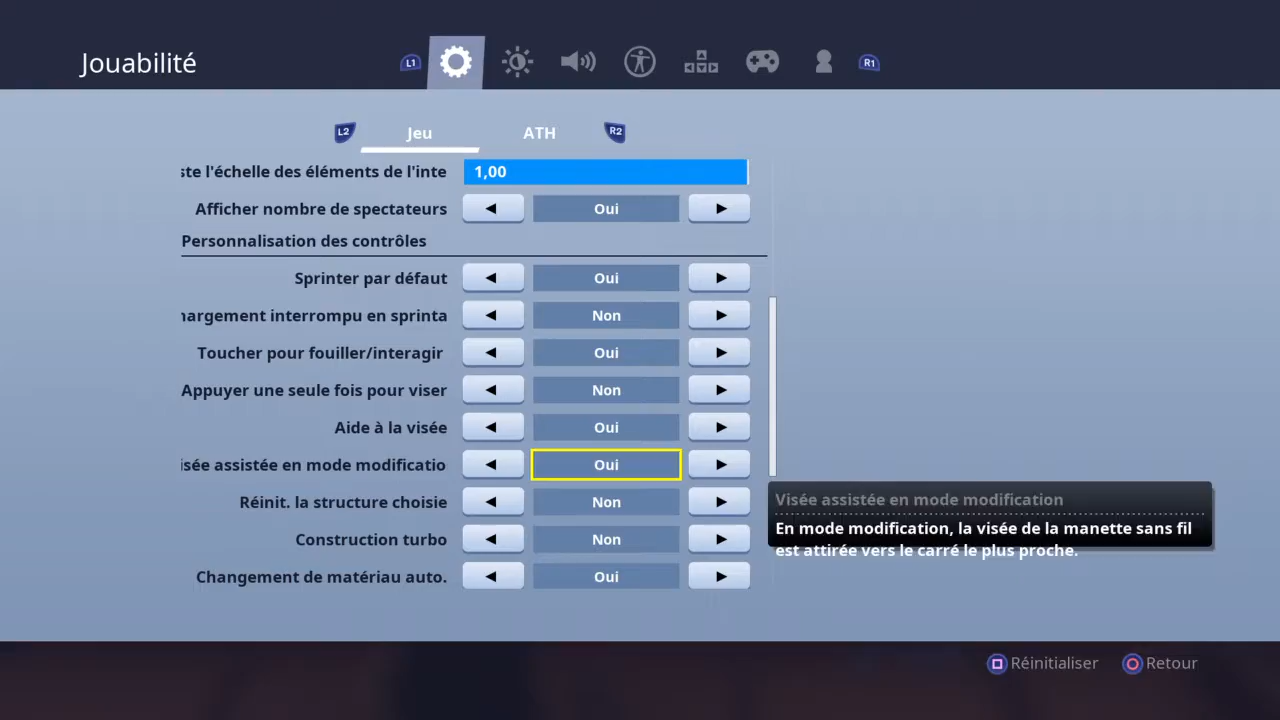 Jouabilité
L1
R1
L2
Jeu
ATH
R2
ste l'échelle des éléments de l'inte
1,00
Afficher nombre de spectateurs
Oui
Personnalisation des contrôles
Sprinter par défaut
Oui
hargement interrompu en sprinta
Non
Toucher pour fouiller/interagir
Oui
Appuyer une seule fois pour viser
Non
Aide à la visée
Oui
isée assistée en mode modificatio
Oui
Réinit. la structure choisie
Non
Construction turbo
Non
Changement de matériau auto.
Oui
Visée assistée en mode modification
En mode modification, la visée de la manette sans fil
est attirée vers le carré le plus proche.
Réinitialiser
Retour